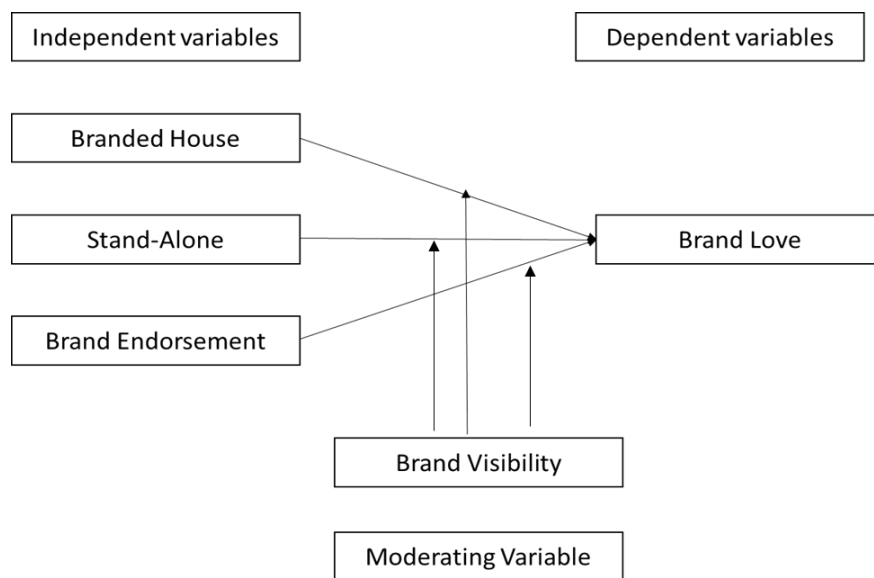 Independent variables
Dependent variables
Branded House
Stand-Alone
Brand Love
Brand Endorsement
Brand Visibility
Moderating Variable